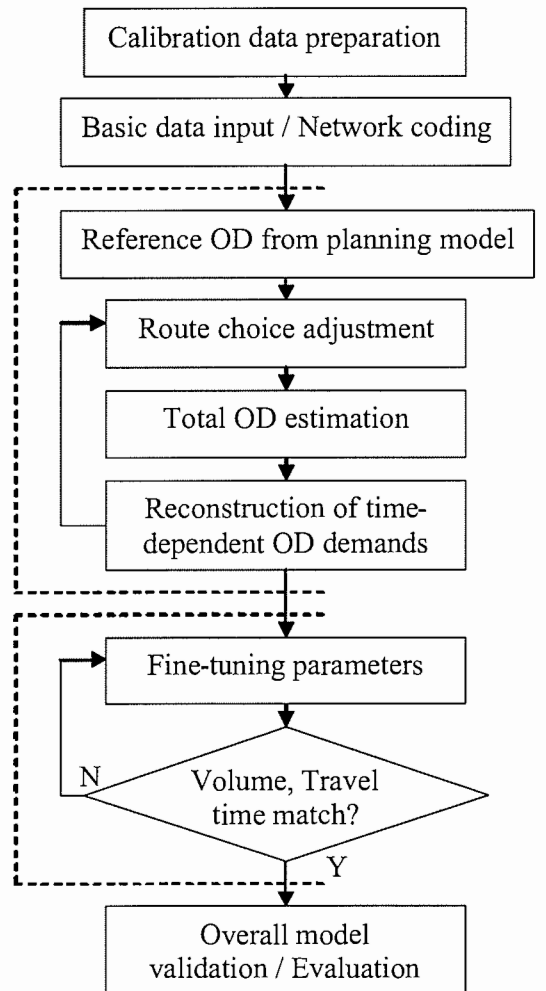 Calibration data preparation
Basic data input / Network coding
Reference OD from planning model
Route choice adjustment
Total OD estimation
Reconstruction of time-
dependent OD demands
Fine-tuning parameters
N
Volume, Travel
time match?
Y
Overall model
validation / Evaluation